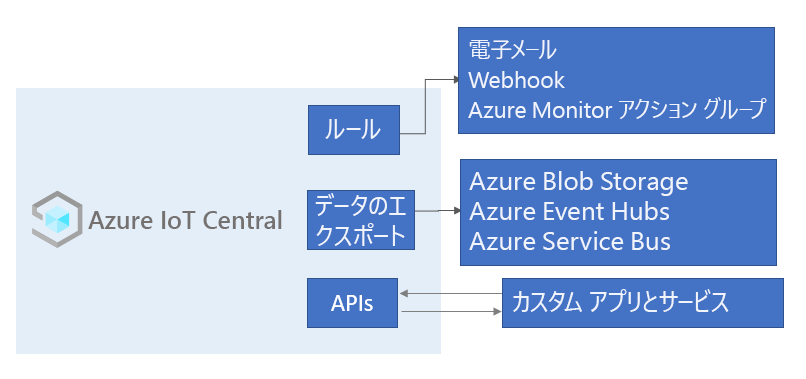 電子メール
Webhook
Azure Monitor アクション グループ
ルール
Azure IoT Central
データのエ
クスポート
Azure Blob Storage
Azure Event Hubs
Azure Service Bus
APIs
カスタム アプリとサービス